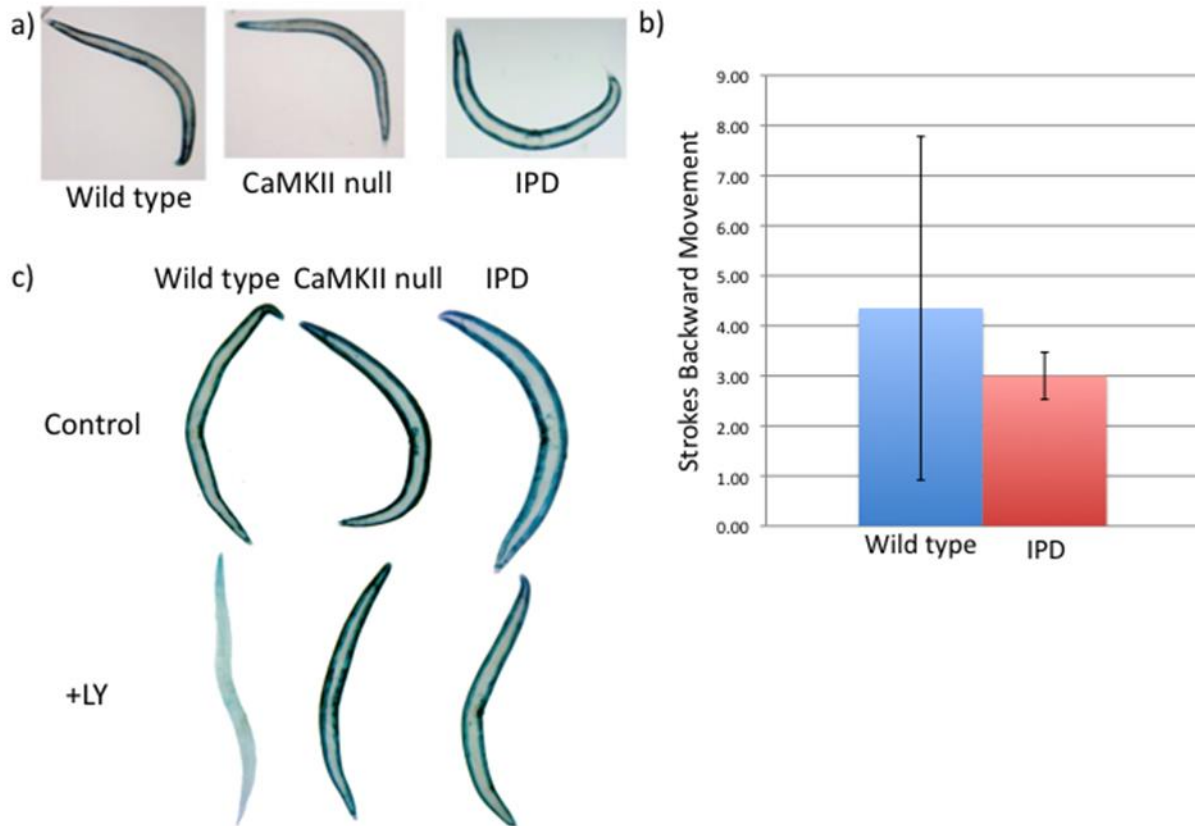 a)
Wild type
CaMKII null
IPD
b)
Strokes Backward Movement
9.00
8.00
7.00
6.00
5.00
4.00
3.00
2.00
1.00
0.00
Wild type
IPD
c)
Wild type CaMKII null IPD
Control
+LY